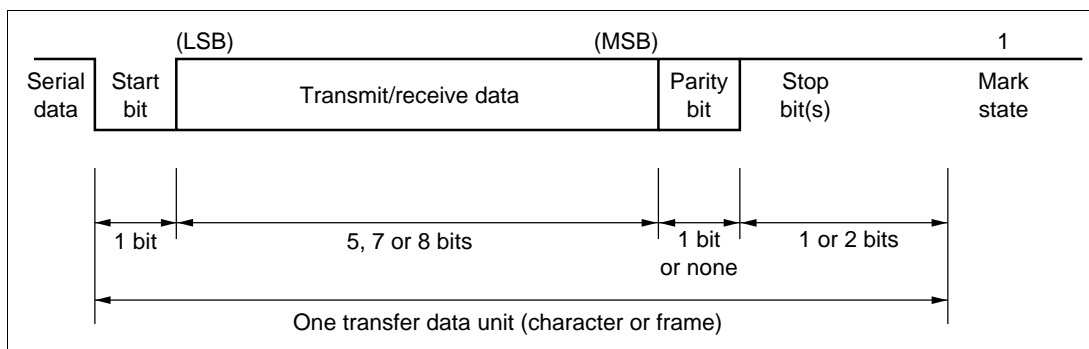 (LSB) (MSB) 1
Serial Start Transmit/receive data Parity Stop Mark
data bit bit bit(s) state
1 bit 5, 7 or 8 bits 1 bit 1 or 2 bits
or none
One transfer data unit (character or frame)